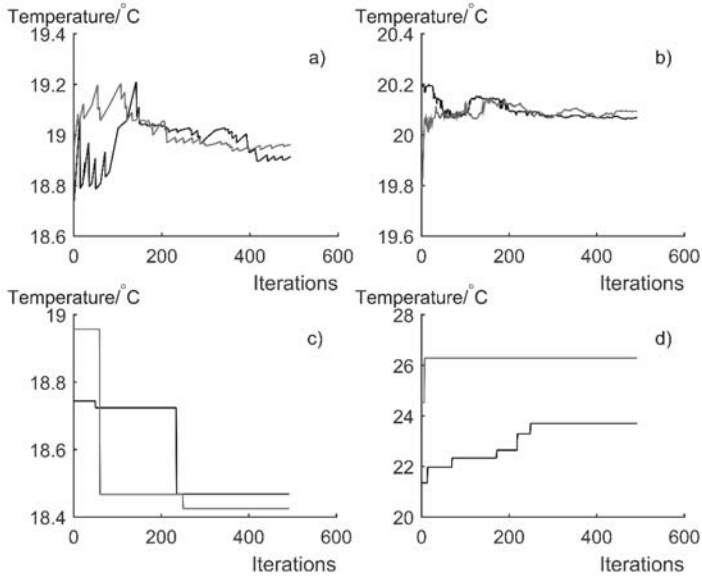 Temperature/°C
19.4
a)
19.2
19
18.8
18.6
0 200 400 600
Iterations
Temperature/°C
20.4
b)
20.2
20
19.8
19.6
0 200 400 600
Iterations
Temperature/°C
19
c)
18.8
18.6
18.4
0 200 400 600
Iterations
Temperature/°C
28
d)
26
24
22
20
0 200 400 600
Iterations